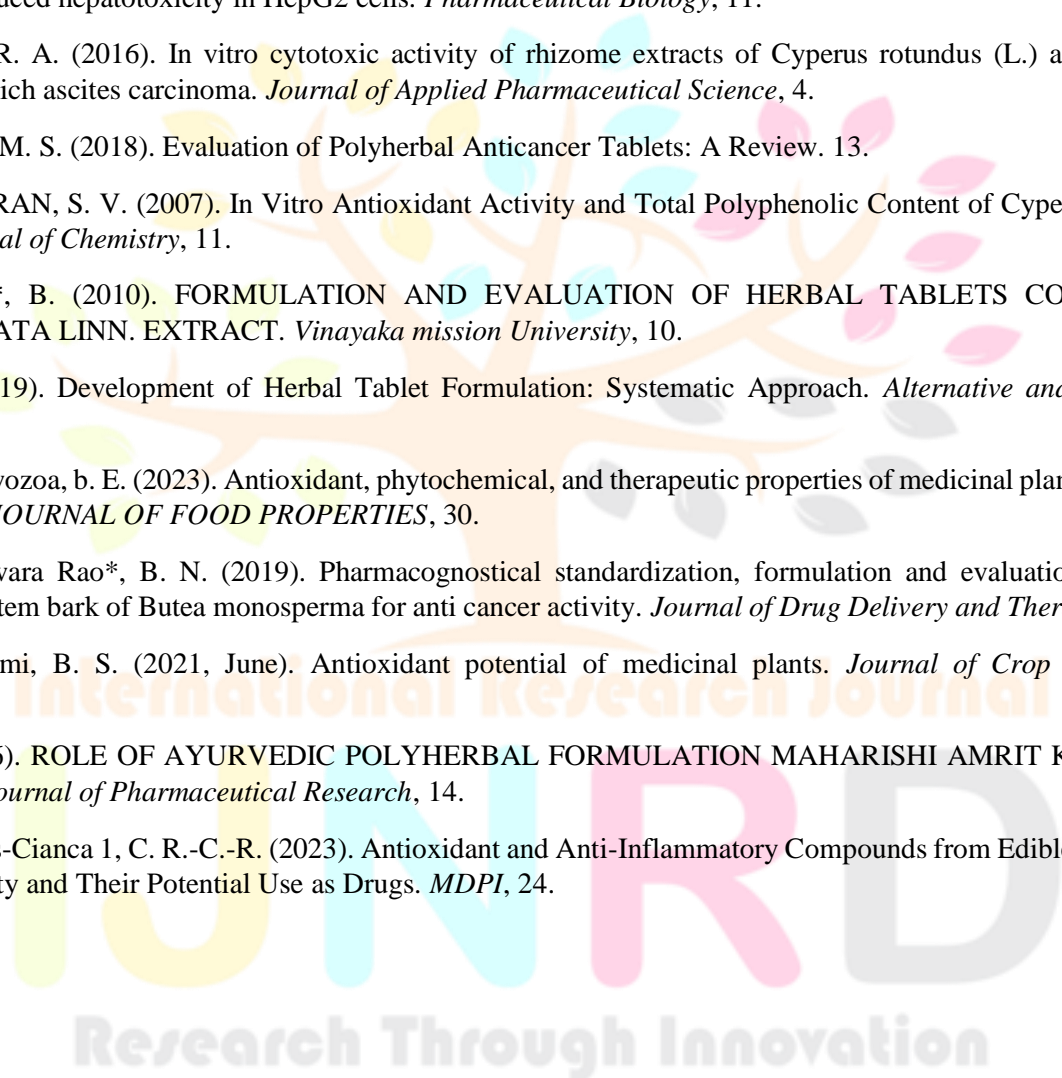 uced hepatotoxicity in HepG2 cells. Pharmaceutical Biology, 11.
R. A. (2016). In vitro cytotoxic activity of rhizome extracts of Cyperus rotundus (L.) a
ich ascites carcinoma. Journal of Applied Pharmaceutical Science, 4.
M. S. (2018). Evaluation of Polyherbal Anticancer Tablets: A Review. 13.
RAN, S. V. (2007). In Vitro Antioxidant Activity and Total Polyphenolic Content of Cype
al of Chemistry, 11.
*, B. (2010). FORMULATION AND EVALUATION OF HERBAL TABLETS CO
ATA LINN. EXTRACT. Vinayaka mission University, 10.
19). Development of Herbal Tablet Formulation: Systematic Approach. Alternative and
vozoa, b. E. (2023). Antioxidant, phytochemical, and therapeutic properties of medicinal plan
JOURNAL OF FOOD PROPERTIES, 30.
vara Rao*, B. N. (2019). Pharmacognostical standardization, formulation and evaluatio
tem bark of Butea monosperma for anti cancer activity. Journal of Drug Delivery and Ther
mi, B. S. (2021, June). Antioxidant potential of medicinal plants. Journal of Crop
International Research Journal
). ROLE OF AYURVEDIC POLYHERBAL FORMULATION MAHARISHI AMRIT K
ournal of Pharmaceutical Research, 14.
s-Cianca 1, C. R.-C.-R. (2023). Antioxidant and Anti-Inflammatory Compounds from Edible
ty and Their Potential Use as Drugs. MDPI, 24.
IJNRD
Research Through Innovation